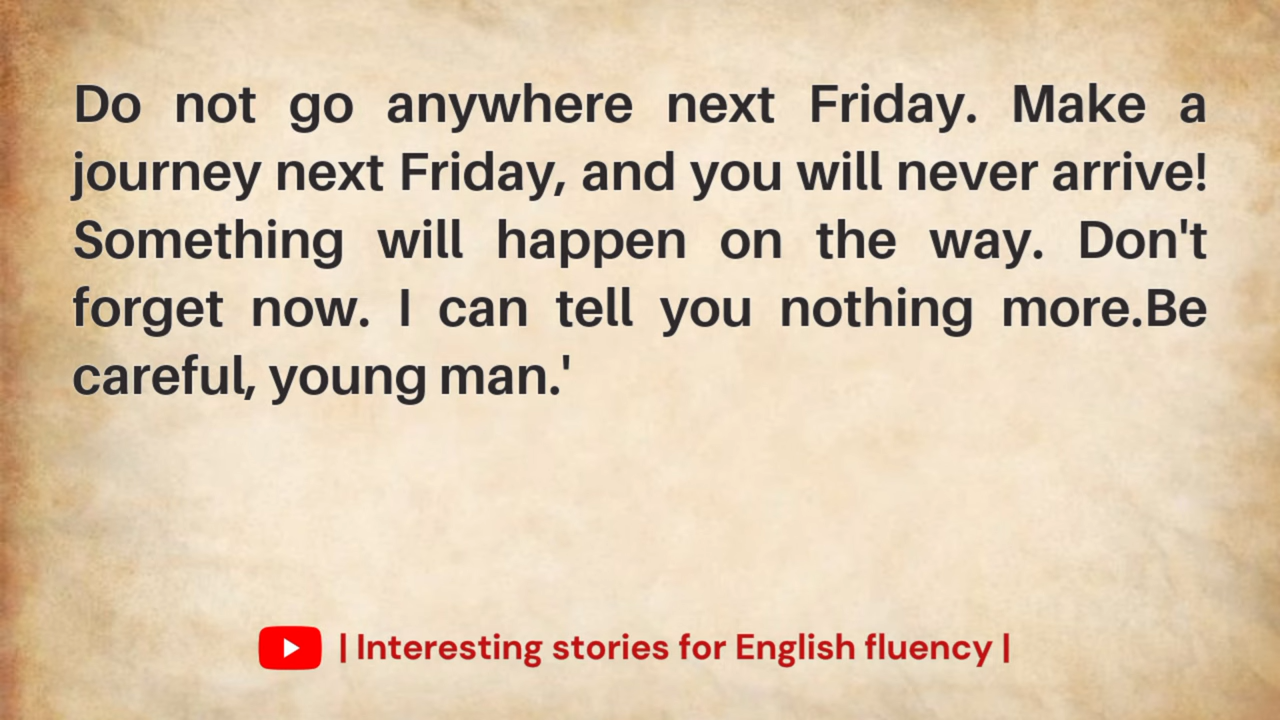 Do not go anywhere next Friday. Make a
journey next Friday, and you will never arrive!
Something will happen on the way. Don't
forget now. I can tell you nothing more.Be
careful, young man.'
| Interesting stories for English fluency |